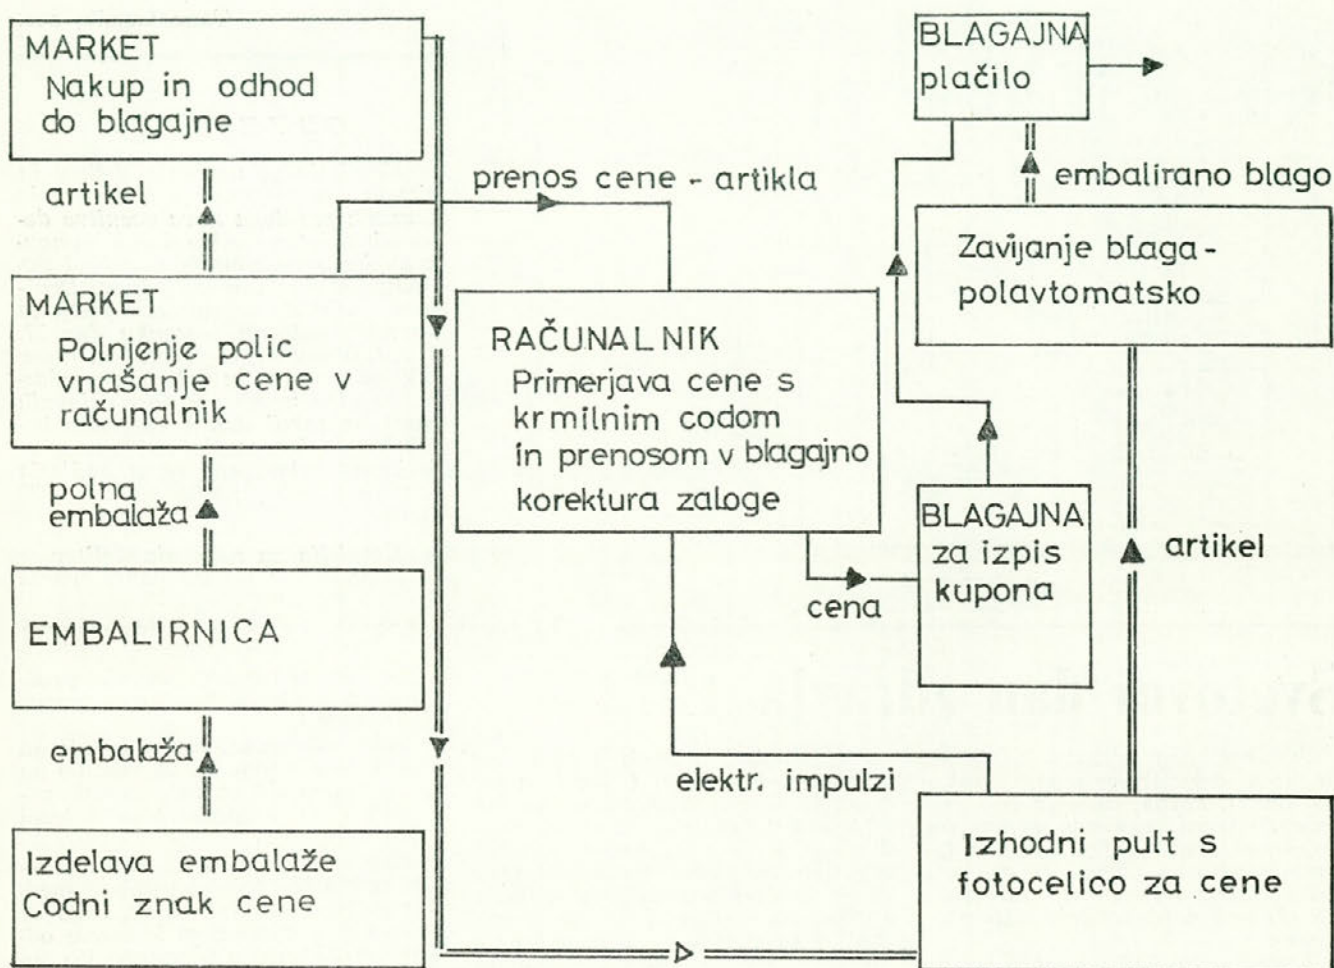 MARKET
Nakup in odhod
do blagajne
artikel
MARKET
Polnjenje polic
vnašanje cene v
računalnik
polna
embalaža
EMBALIRNICA
embalaža
Izdelava embalaže
Codni znak cene
prenos cene - artikla
RAČUNALNIK
Primerjava cene s
krmilnim codom
in prenosom v blagajno
korektura zaloge
elektr. impulzi
cena
BLAGAJNA
plačilo
embalirano blago
Zavijanje blaga -
polavtomatsko
BLAGAJNA
za izpis
kupona
artikel
Izhodni pult s
fotocelico za cene